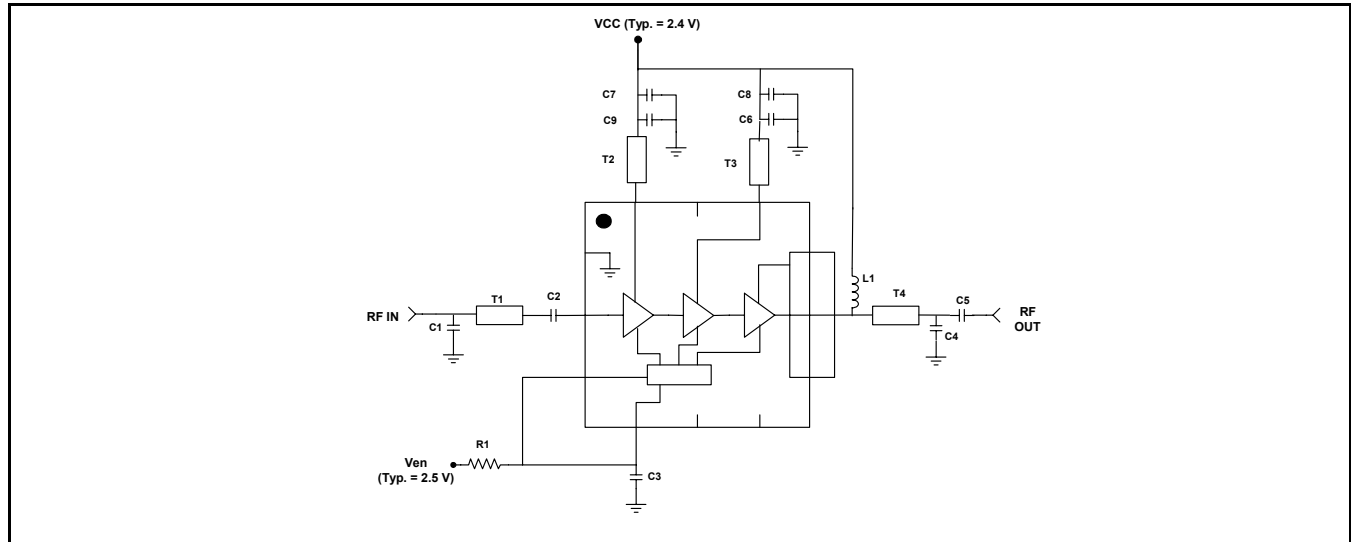 VCC (Typ. = 2.4 V)
C7
C8
C9
C6
T2
T3
L1
T1
C2
T4
C5
RF IN
C1
RF
OUT
C4
R1
Ven
(Typ. = 2.5 V)
C3